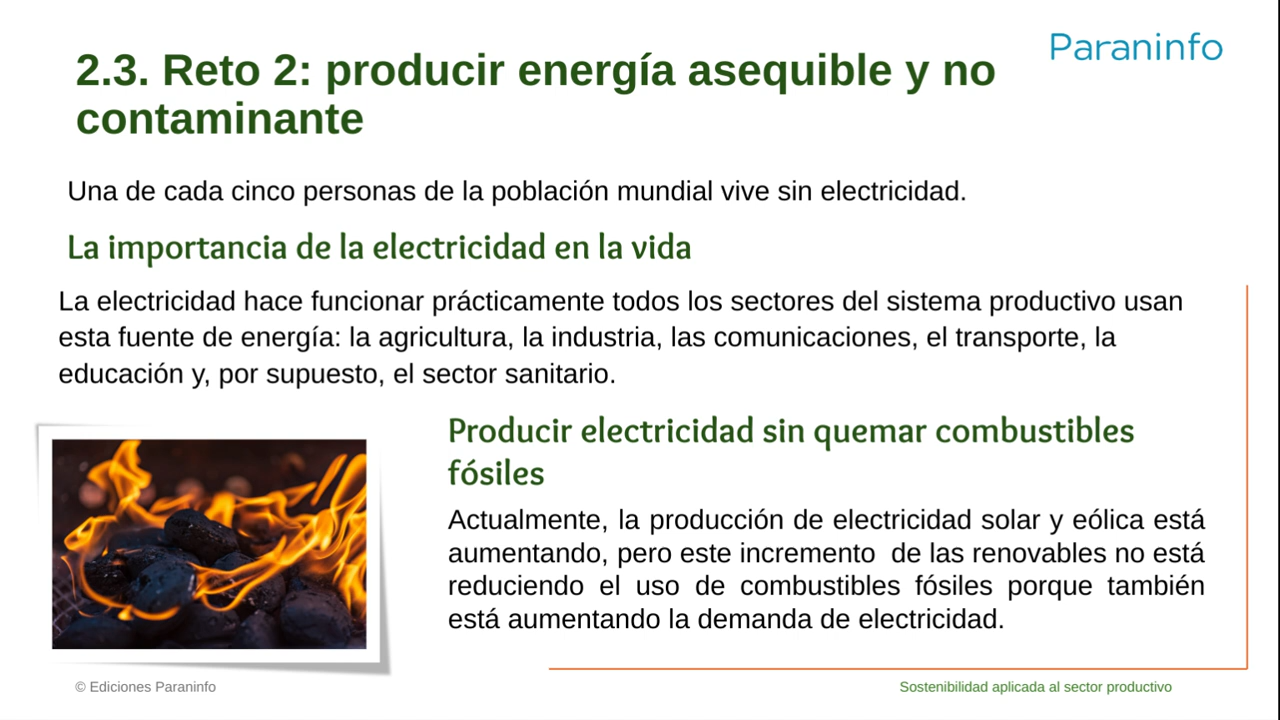 Paraninfo
2.3. Reto 2: producir energía asequible y no
contaminante
Una de cada cinco personas de la población mundial vive sin electricidad.
La importancia de la electricidad en la vida
La electricidad hace funcionar prácticamente todos los sectores del sistema productivo usan
esta fuente de energía: la agricultura, la industria, las comunicaciones, el transporte, la
educación y, por supuesto, el sector sanitario.
Producir electricidad sin quemar combustibles
fósiles
Actualmente, la producción de electricidad solar y eólica está
aumentando, pero este incremento  de las renovables no está
reduciendo el uso de combustibles fósiles porque también
está aumentando la demanda de electricidad.
© Ediciones Paraninfo
Sostenibilidad aplicada al sector productivo